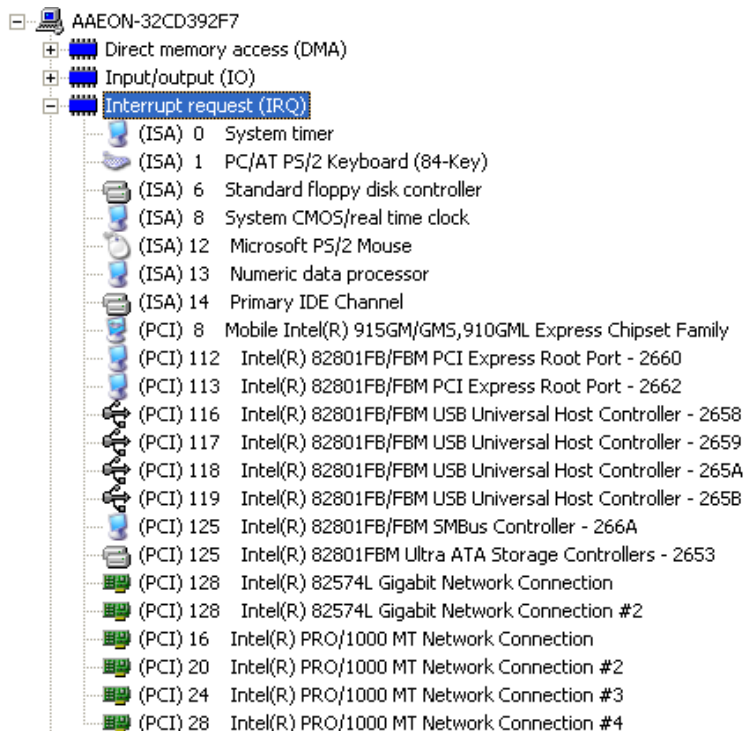 AAEON-32CD392F7
Direct memory access (DMA)
Input/output (IO)
Interrupt request (IRQ)
(ISA) 0 System timer
(ISA) 1 PC/AT PS/2 Keyboard (84-Key)
(ISA) 6 Standard floppy disk controller
(ISA) 8 System CMOS/real time clock
(ISA) 12 Microsoft PS/2 Mouse
(ISA) 13 Numeric data processor
(ISA) 14 Primary IDE Channel
(PCI) 8 Mobile Intel(R) 915GM/GMS,910GML Express Chipset Family
(PCI) 112 Intel(R) 82801FB/FBM PCI Express Root Port - 2660
(PCI) 113 Intel(R) 82801FB/FBM PCI Express Root Port - 2662
(PCI) 116 Intel(R) 82801FB/FBM USB Universal Host Controller - 2658
(PCI) 117 Intel(R) 82801FB/FBM USB Universal Host Controller - 2659
(PCI) 118 Intel(R) 82801FB/FBM USB Universal Host Controller - 265A
(PCI) 119 Intel(R) 82801FB/FBM USB Universal Host Controller - 265B
(PCI) 125 Intel(R) 82801FB/FBM SMBus Controller - 266A
(PCI) 125 Intel(R) 82801FBM Ultra ATA Storage Controllers - 2653
(PCI) 128 Intel(R) 82574L Gigabit Network Connection
(PCI) 128 Intel(R) 82574L Gigabit Network Connection #2
(PCI) 16 Intel(R) PRO/1000 MT Network Connection
(PCI) 20 Intel(R) PRO/1000 MT Network Connection #2
(PCI) 24 Intel(R) PRO/1000 MT Network Connection #3
(PCI) 28 Intel(R) PRO/1000 MT Network Connection #4